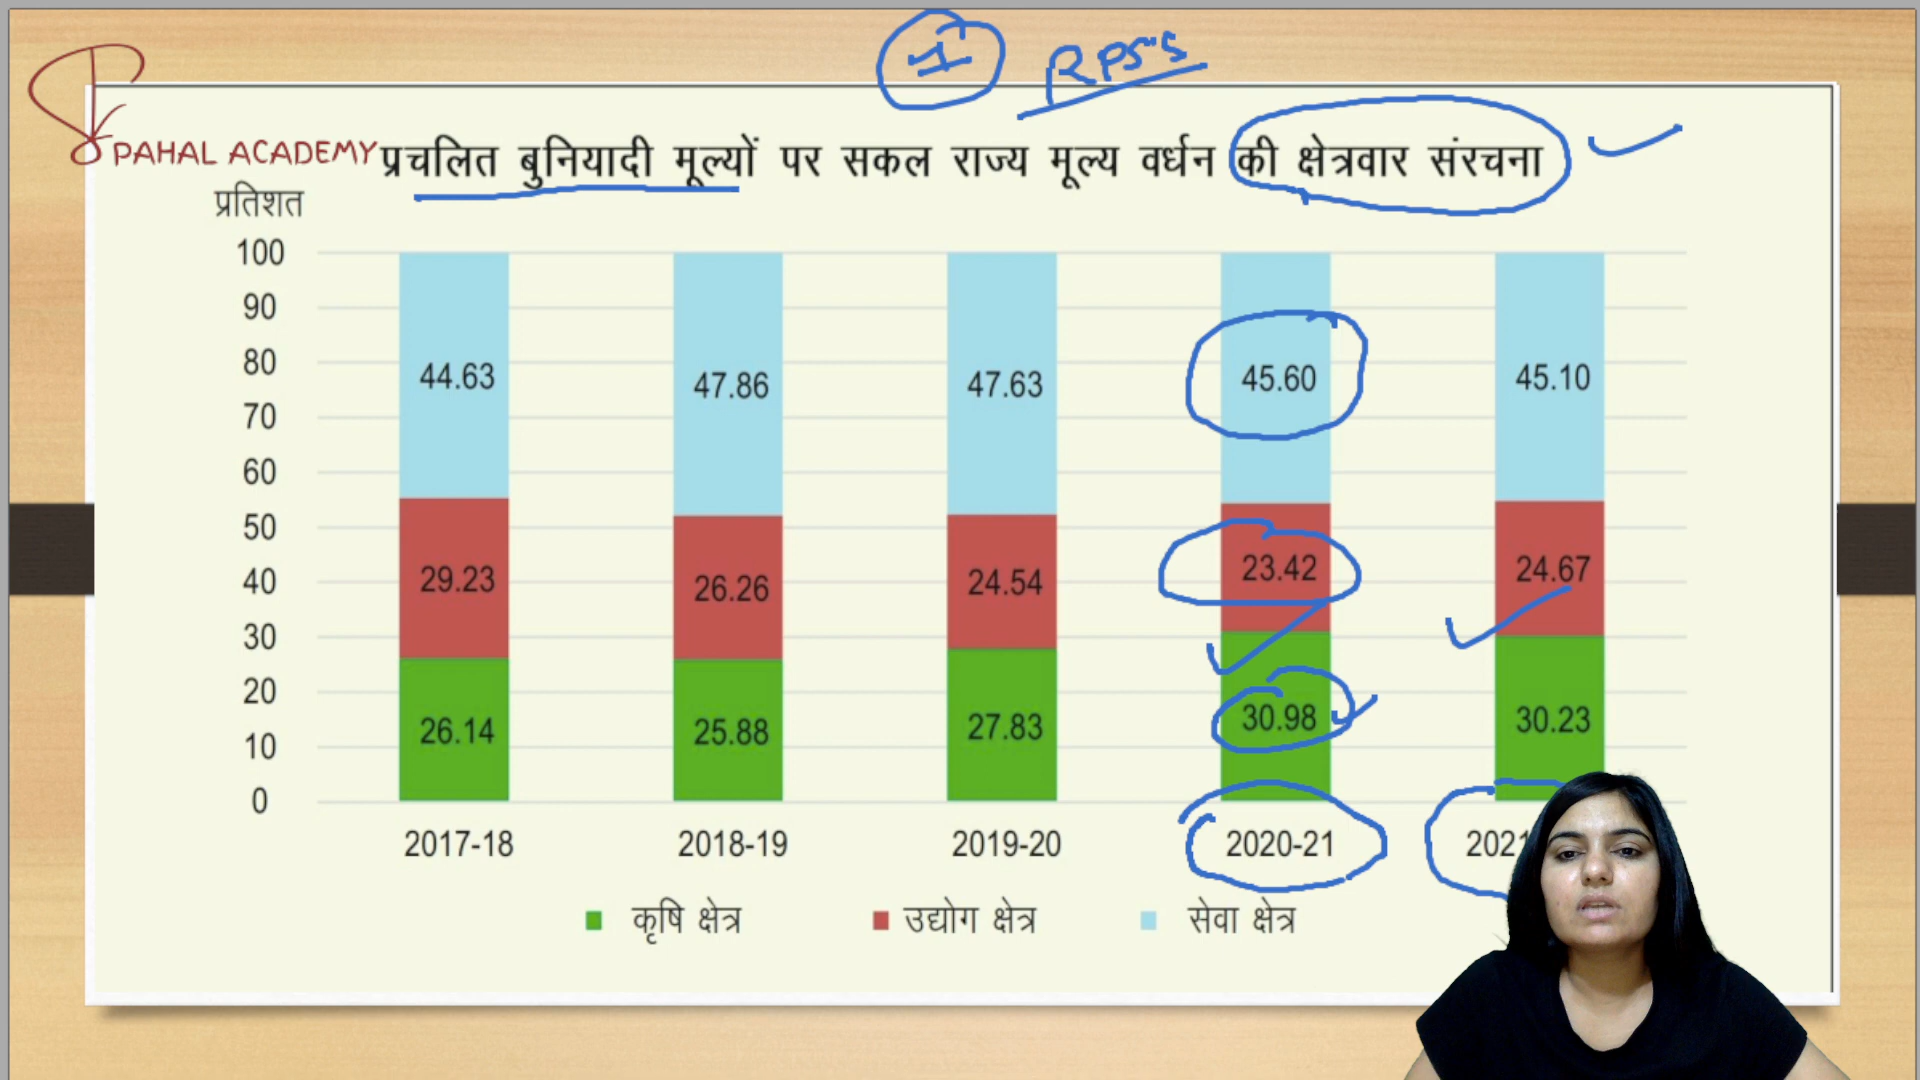 RPS'S
PAHAL ACADEMY
प्रचलित बुनियादी मूल्यों पर सकल राज्य मूल्य वर्धन की क्षेत्रवार संरचना
प्रतिशत
100
90
80
70
60
50
40
30
20
10
0
44.63 47.86 47.63 45.60 45.10
29.23 26.26 24.54 23.42 24.67
26.14 25.88 27.83 30.98 30.23
2017-18 2018-19 2019-20 2020-21 2021
कृषि क्षेत्र उद्योग क्षेत्र सेवा क्षेत्र